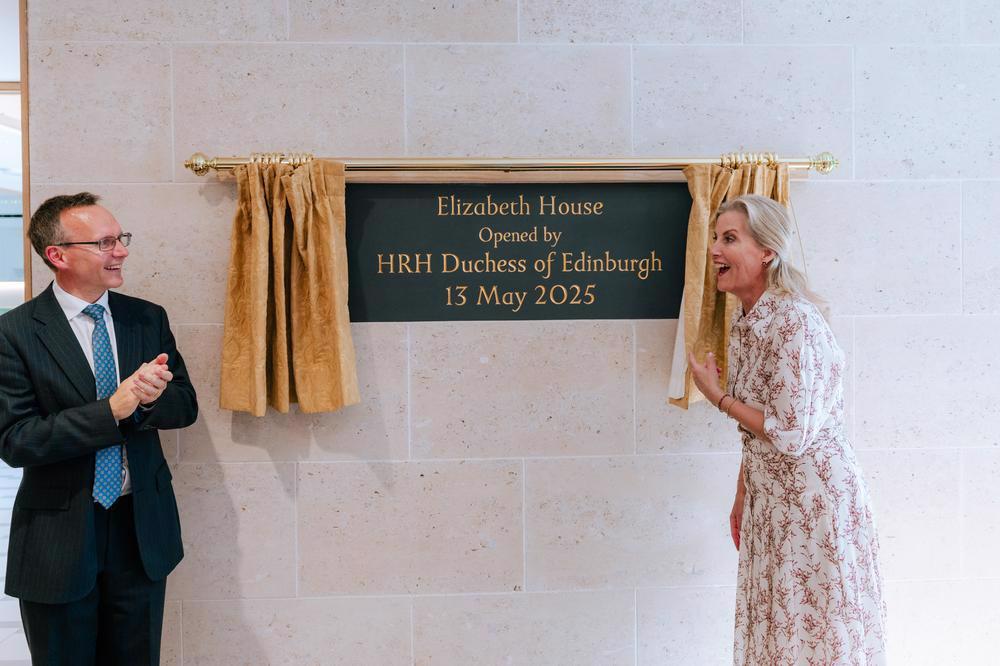 Elizabeth House
Opened by
HRH Duchess of Edinburgh
13 May 2025